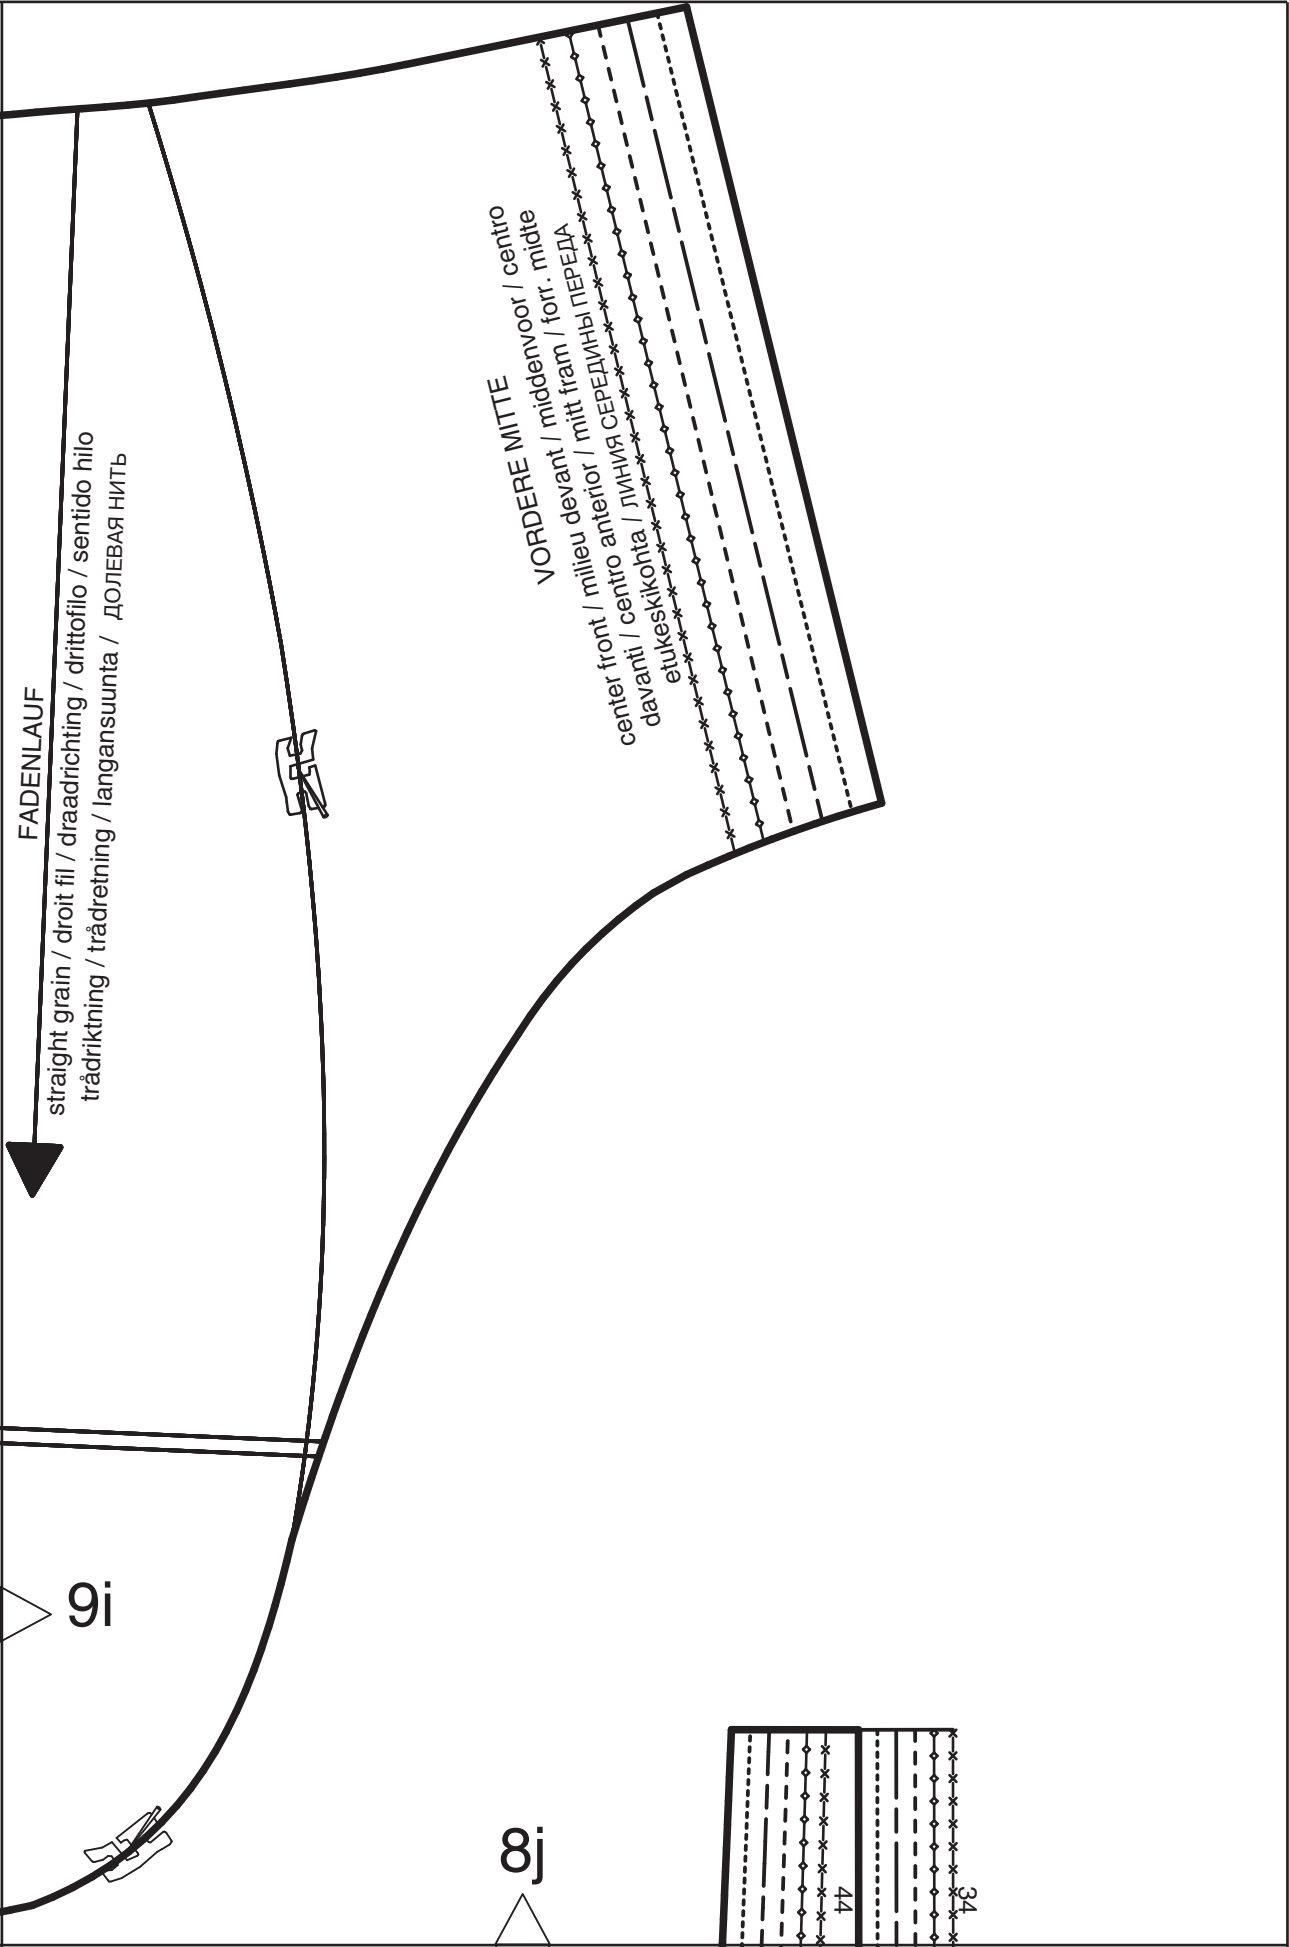 FADENLAUF
straight grain / droit fil / draadrichting / drittofilo / sentido hilo
trådriktning / trådretning / langansuunta / ДОЛЕВАЯ НИТЬ
VORDERE MITTE
center front / milieu devant / middenvoor / centro
davanti / centro anterior / mitt fram / forr. midte
etukeskikohta / ЛИНИЯ СЕРЕДИНЫ ПЕРЕДА
9i
8j
44
34